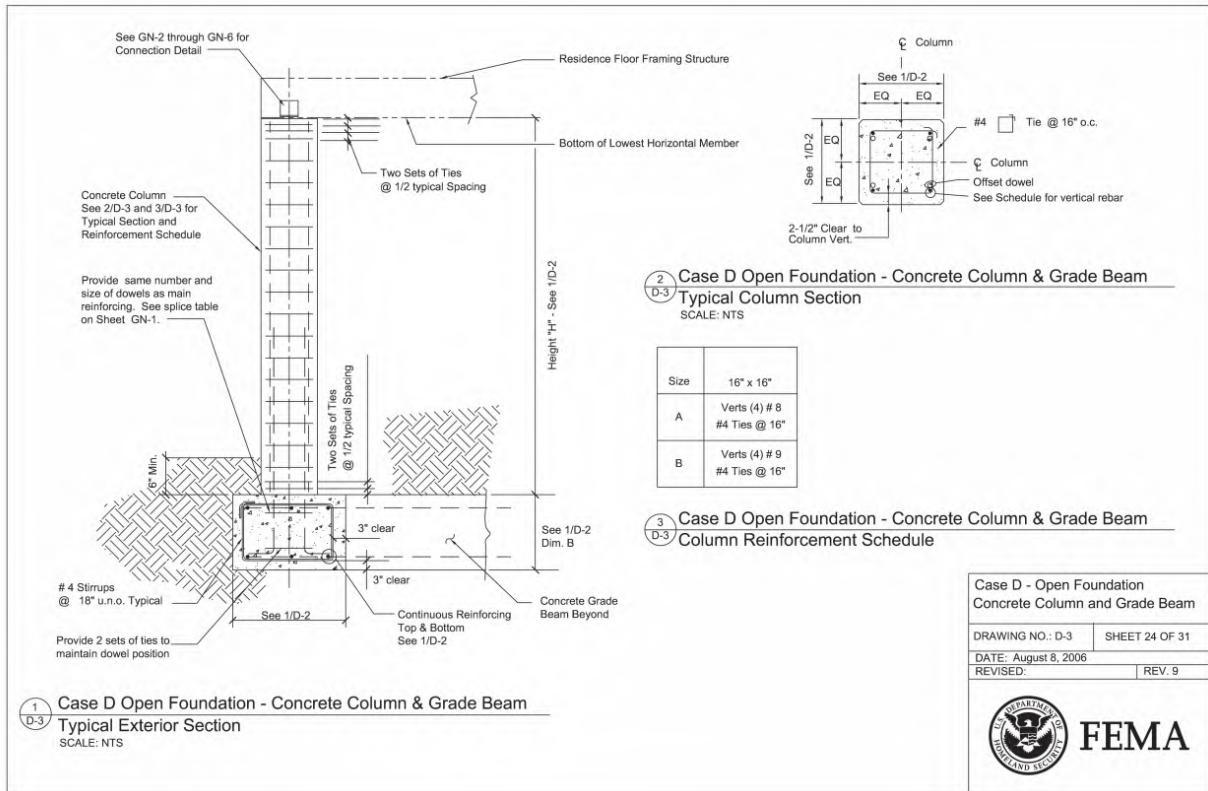 See GN-2 through GN-6 for
Connection Detail
Residence Floor Framing Structure
Bottom of Lowest Horizontal Member
Two Sets of Ties
@ 1/2 typical Spacing
Concrete Column
See 2/D-3 and 3/D-3 for
Typical Section and
Reinforcement Schedule
Provide same number and
size of dowels as main
reinforcing. See splice table
on Sheet GN-1.
Height "H" - See 1/D-2
Two Sets of Ties
@ 1/2 typical Spacing
6" Min.
3" clear
See 1/D-2
Dim. B
3" clear
# 4 Stirrups
@ 18" u.n.o. Typical
See 1/D-2
Continuous Reinforcing
Top & Bottom
See 1/D-2
Concrete Grade
Beam Beyond
Provide 2 sets of ties to
maintain dowel position
1
D-3
Case D Open Foundation - Concrete Column & Grade Beam
Typical Exterior Section
SCALE: NTS
CL Column
See 1/D-2
EQ EQ
#4 Tie @ 16" o.c.
See 1/D-2
EQ
EQ
CL Column
Offset dowel
See Schedule for vertical rebar
2-1/2" Clear to
Column Vert.
2
D-3
Case D Open Foundation - Concrete Column & Grade Beam
Typical Column Section
SCALE: NTS
Size 16" x 16"
A Verts (4) # 8
#4 Ties @ 16"
B Verts (4) # 9
#4 Ties @ 16"
3
D-3
Case D Open Foundation - Concrete Column & Grade Beam
Column Reinforcement Schedule
Case D - Open Foundation
Concrete Column and Grade Beam
DRAWING NO.: D-3 SHEET 24 OF 31
DATE: August 8, 2006
REVISED: REV. 9
U.S. DEPARTMENT OF
HOMELAND SECURITY
FEMA